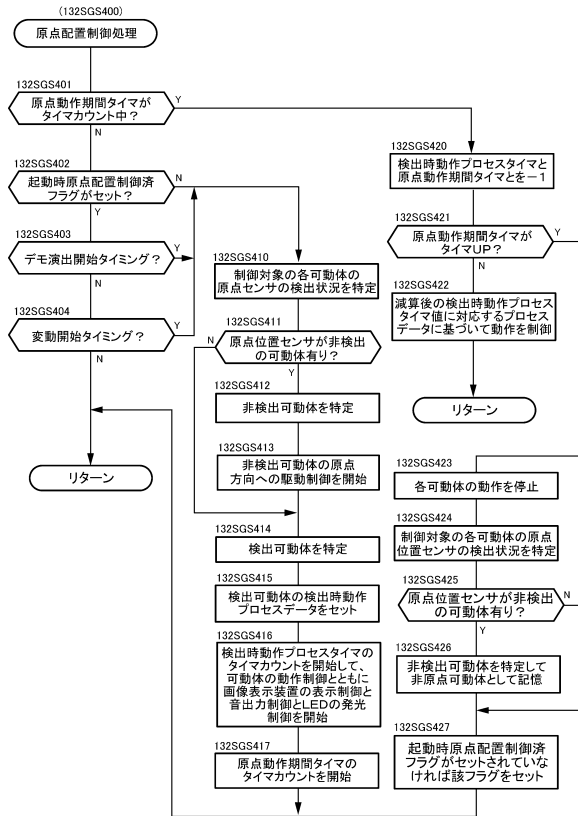 (132SGS400)
原点配置制御処理
132SGS401
原点動作期間タイマが
タイマカウント中？
Y
N
132SGS402
起動時原点配置制御済
フラグがセット？
N
Y
132SGS403
デモ演出開始タイミング？
Y
N
132SGS404
変動開始タイミング？
Y
N
リターン
132SGS410
制御対象の各可動体の
原点センサの検出状況を特定
132SGS411
原点位置センサが非検出
の可動体有り？
N
Y
132SGS412
非検出可動体を特定
132SGS413
非検出可動体の原点
方向への駆動制御を開始
132SGS414
検出可動体を特定
132SGS415
検出可動体の検出時動作
プロセスデータをセット
132SGS416
検出時動作プロセスタイマの
タイマカウントを開始して、
可動体の動作制御とともに
画像表示装置の表示制御と
音出力制御とLEDの発光
制御を開始
132SGS417
原点動作期間タイマの
タイマカウントを開始
132SGS420
検出時動作プロセスタイマと
原点動作期間タイマとを－1
132SGS421
原点動作期間タイマが
タイマUP？
Y
N
132SGS422
減算後の検出時動作プロセス
タイマ値に対応するプロセス
データに基づいて動作を制御
リターン
132SGS423
各可動体の動作を停止
132SGS424
制御対象の各可動体の原点
位置センサの検出状況を特定
132SGS425
原点位置センサが非検出
の可動体有り？
N
Y
132SGS426
非検出可動体を特定して
非原点可動体として記憶
132SGS427
起動時原点配置制御済
フラグがセットされていな
ければ該フラグをセット